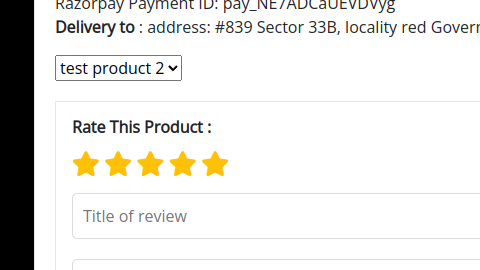 Razorpay Payment ID: pay_NE7ADCaUEVDVyg
Delivery to : address: #839 Sector 33B, locality red Govern
test product 2
Rate This Product :
Title of review